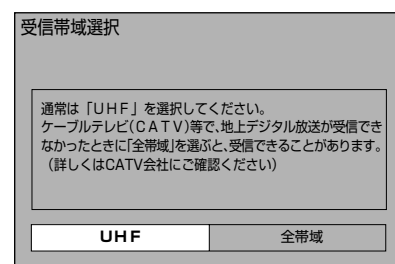 受信帯域選択
通常は「UHF」を選択してください。
ケーブルテレビ(CATV)等で、地上デジタル放送が受信でき
なかったときに「全帯域」を選ぶと、受信できることがあります。
(詳しくはCATV会社にご確認ください)
UHF 全帯域